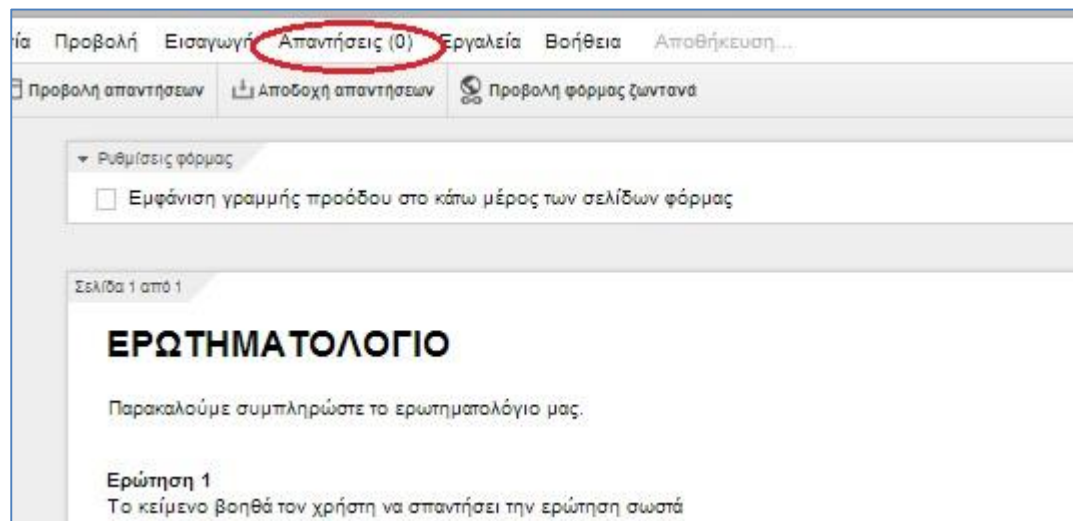 ία Προβολή Εισαγωγή Απαντήσεις (0) Εργαλεία Βοήθεια Αποθήκευση...
Προβολή απαντήσεων Αποδοχή απαντήσεων Προβολή φόρμας ζωντανά
Ρυθμίσεις φόρμας
Εμφάνιση γραμμής προόδου στο κάτω μέρος των σελίδων φόρμας
Σελίδα 1 από 1
ΕΡΩΤΗΜΑΤΟΛΟΓΙΟ
Παρακαλούμε συμπληρώστε το ερωτηματολόγιο μας.
Ερώτηση 1
Το κείμενο βοηθά τον χρήστη να απαντήσει την ερώτηση σωστά